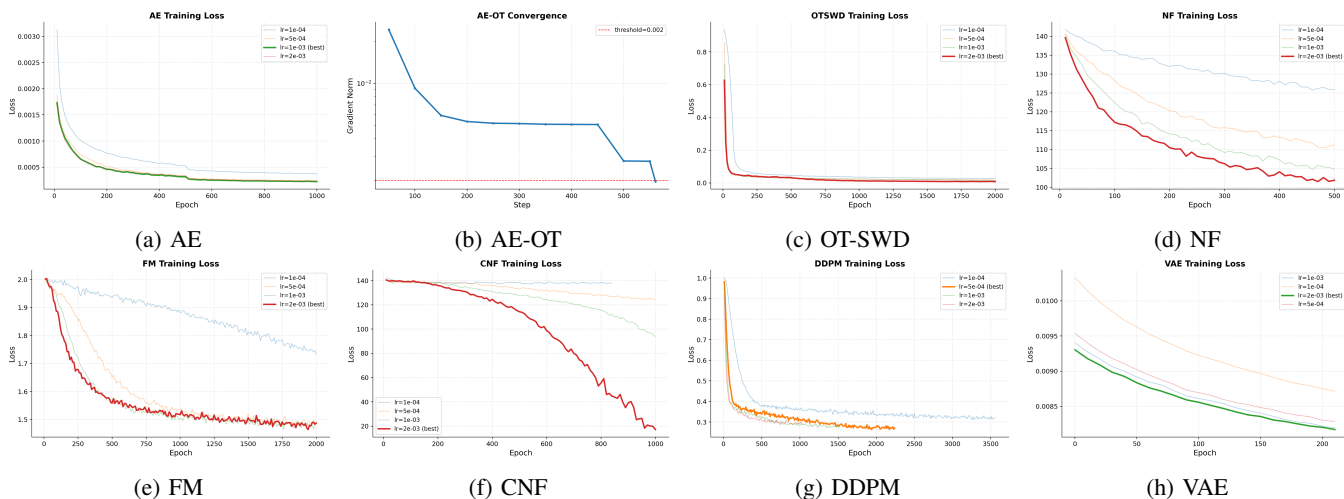 AE Training Loss
0.0030
0.0025
0.0020
0.0015
0.0010
0.0005
Loss
0
200
400
600
800
1000
Epoch
lr=1e-04
lr=5e-04
lr=1e-03 (best)
lr=2e-03
(a) AE
AE-OT Convergence
10⁻²
Gradient Norm
100
200
300
400
500
Step
threshold=0.002
(b) AE-OT
OTSWD Training Loss
0.8
0.6
0.4
0.2
0.0
Loss
0
250
500
750
1000
1250
1500
1750
2000
Epoch
lr=1e-04
lr=5e-04
lr=1e-03
lr=2e-03 (best)
(c) OT-SWD
NF Training Loss
140
135
130
125
120
115
110
105
100
Loss
0
100
200
300
400
500
Epoch
lr=1e-04
lr=5e-04
lr=1e-03
lr=2e-03 (best)
(d) NF
FM Training Loss
2.0
1.9
1.8
1.7
1.6
1.5
Loss
0
250
500
750
1000
1250
1500
1750
2000
Epoch
lr=1e-04
lr=5e-04
lr=1e-03
lr=2e-03 (best)
(e) FM
CNF Training Loss
140
120
100
80
60
40
20
Loss
0
200
400
600
800
1000
Epoch
lr=1e-04
lr=5e-04
lr=1e-03
lr=2e-03 (best)
(f) CNF
DDPM Training Loss
1.0
0.9
0.8
0.7
0.6
0.5
0.4
0.3
Loss
0
500
1000
1500
2000
2500
3000
3500
Epoch
lr=1e-04
lr=5e-04 (best)
lr=1e-03
lr=2e-03
(g) DDPM
VAE Training Loss
0.0100
0.0095
0.0090
0.0085
Loss
0
50
100
150
200
Epoch
lr=1e-03
lr=1e-04
lr=2e-03 (best)
lr=5e-04
(h) VAE